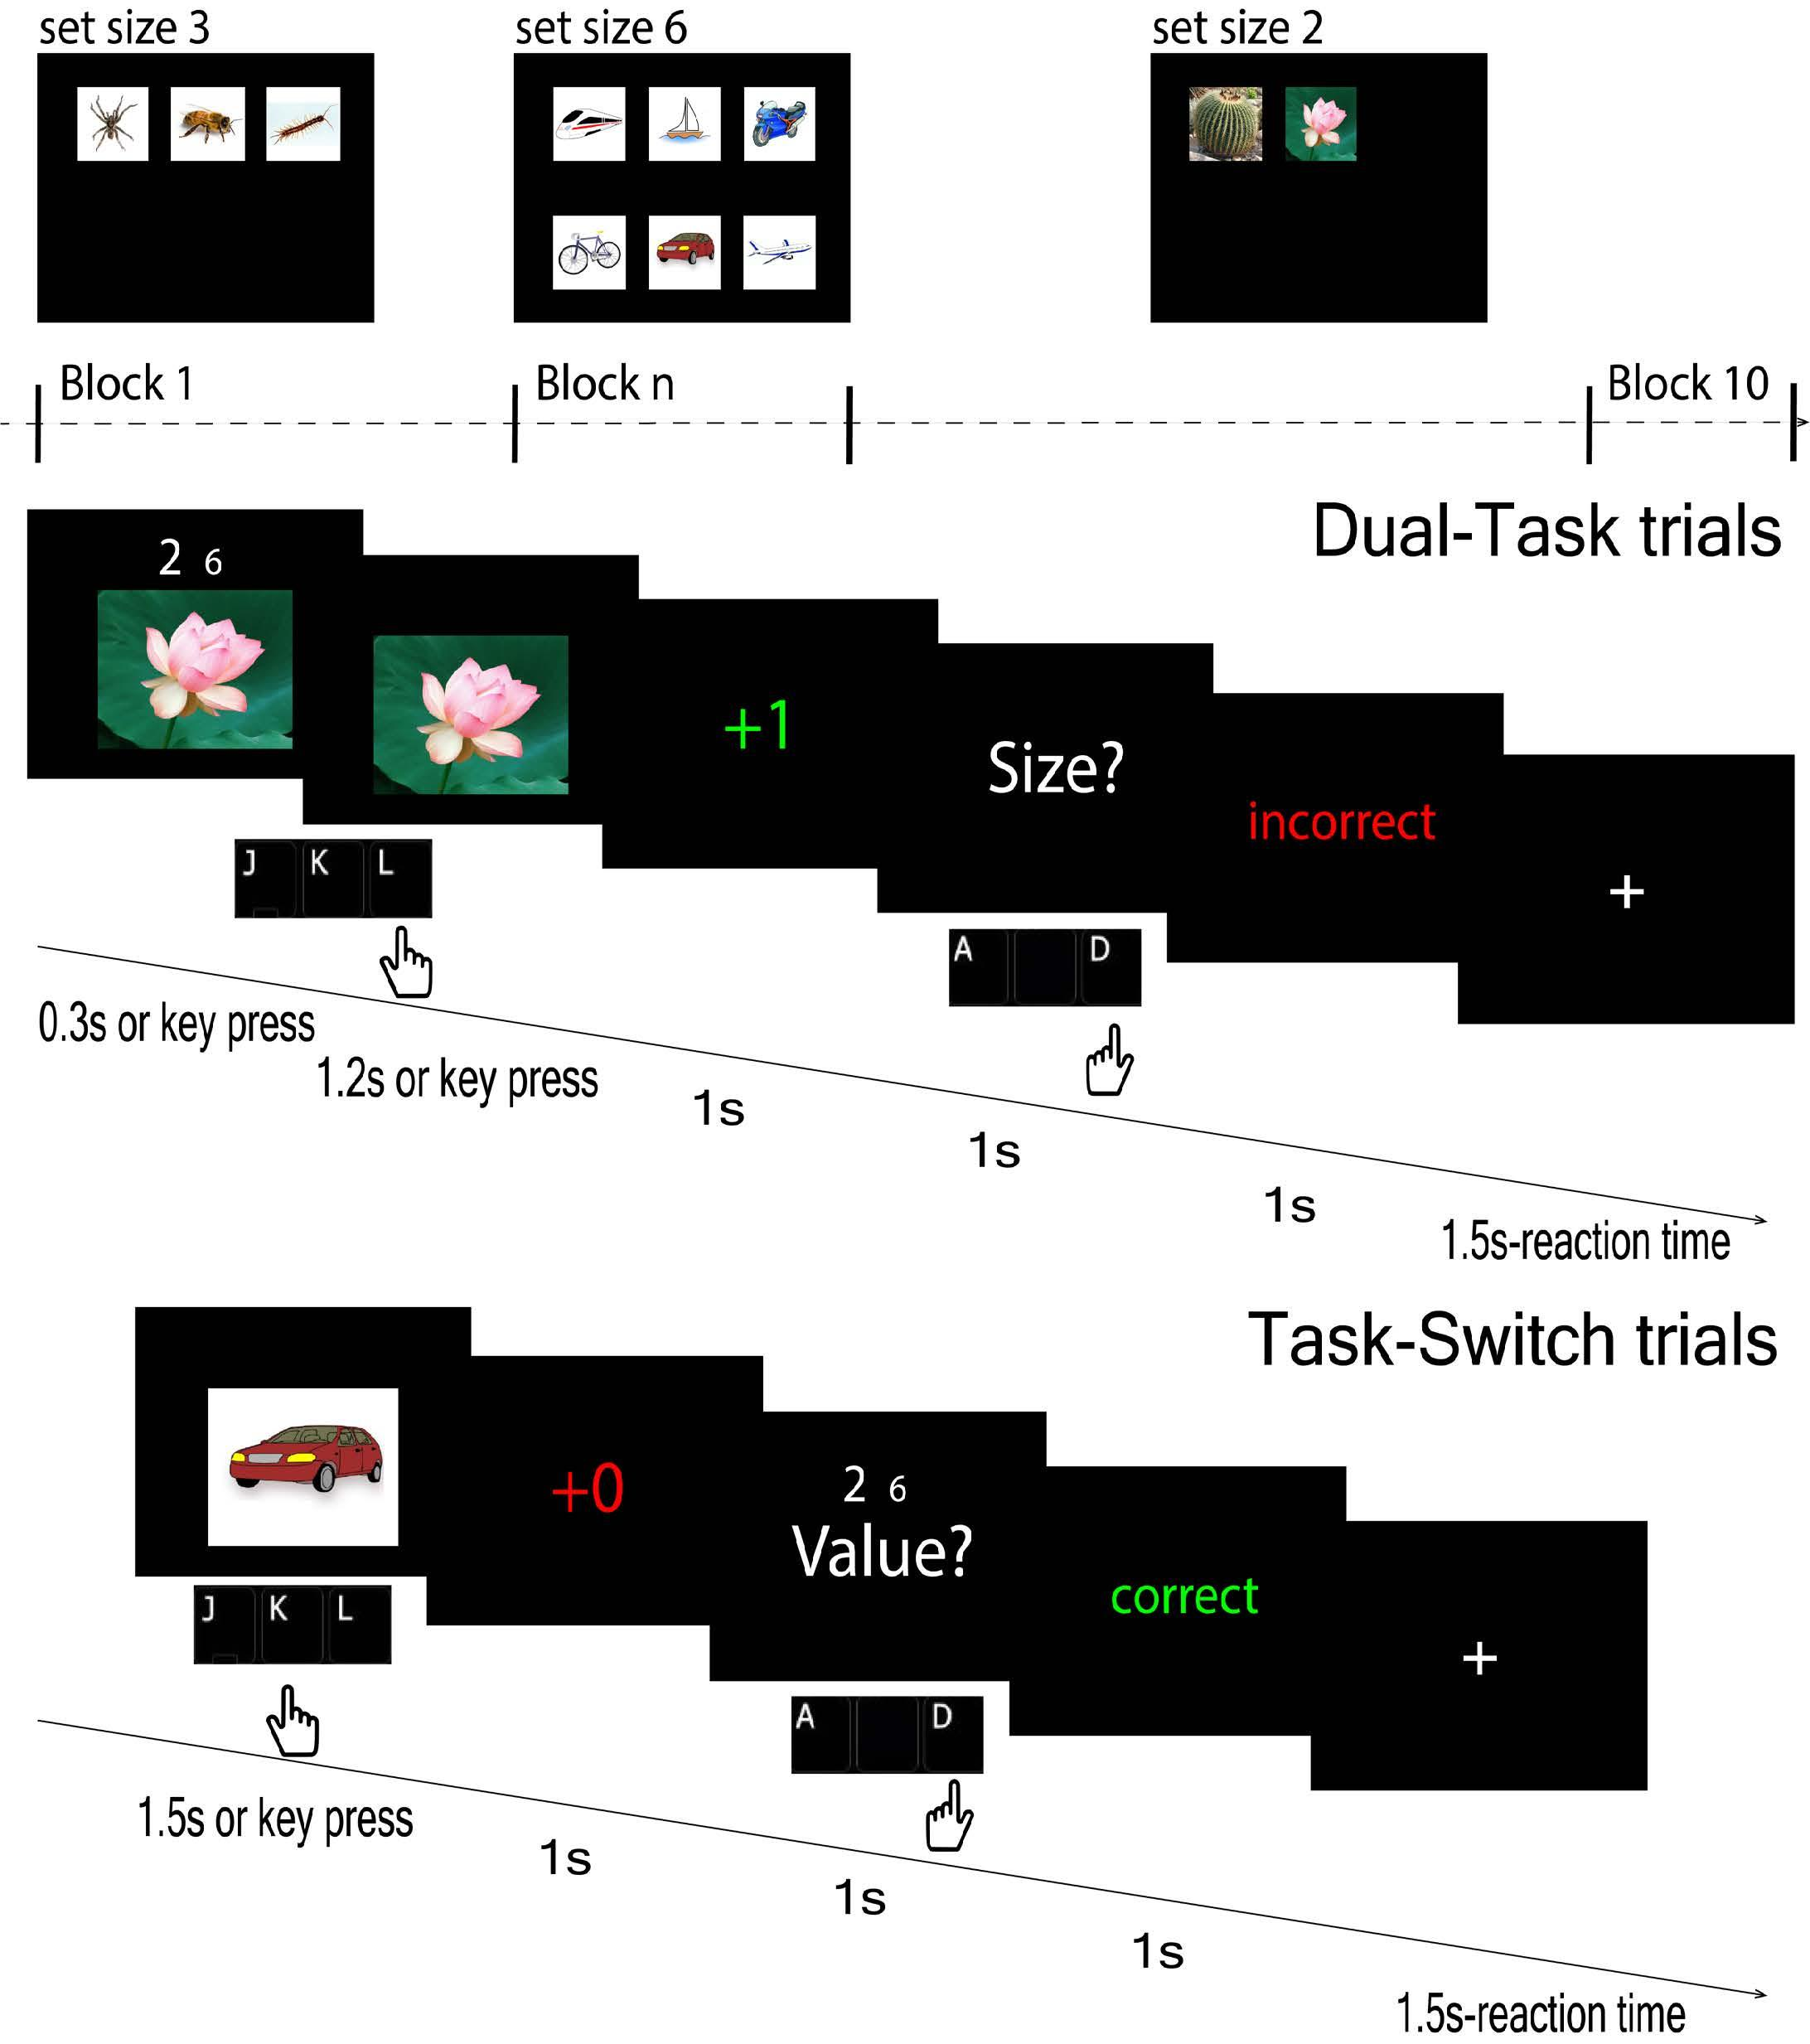 set size 3
set size 6
set size 2
Block 1
Block n
Block 10
Dual-Task trials
2 6
+1
Size?
incorrect
+
J K L
A D
0.3s or key press
1.2s or key press
1s
1s
1s
1.5s-reaction time
Task-Switch trials
+0
2 6
Value?
correct
+
J K L
A D
1.5s or key press
1s
1s
1s
1.5s-reaction time